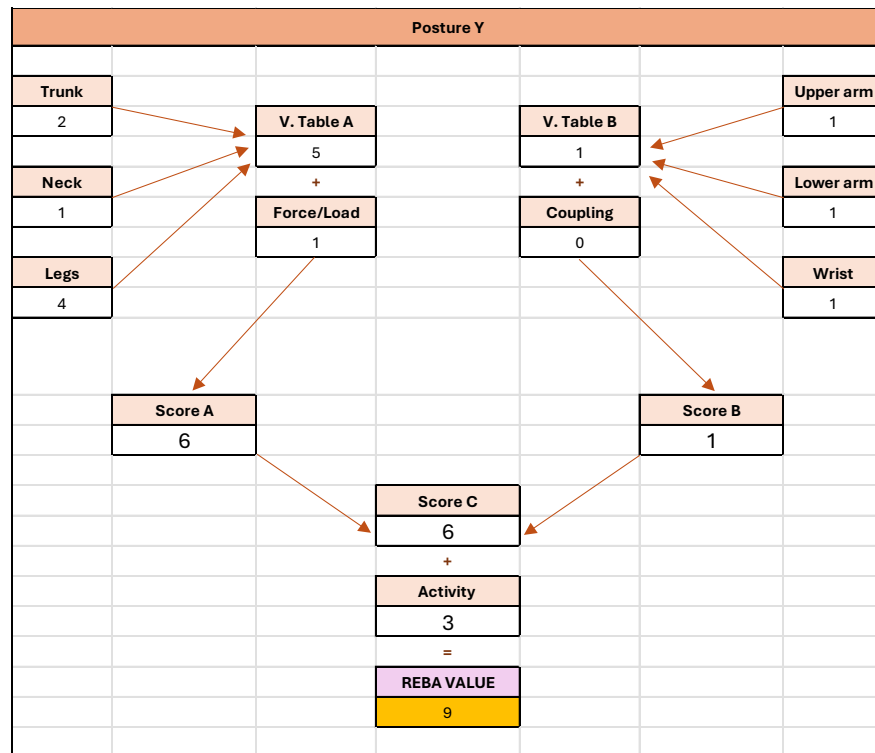 Posture Y
Trunk
2
Neck
1
Legs
4
V. Table A
5
+
Force/Load
1
V. Table B
1
+
Coupling
0
Upper arm
1
Lower arm
1
Wrist
1
Score A
6
Score B
1
Score C
6
+
Activity
3
=
REBA VALUE
9